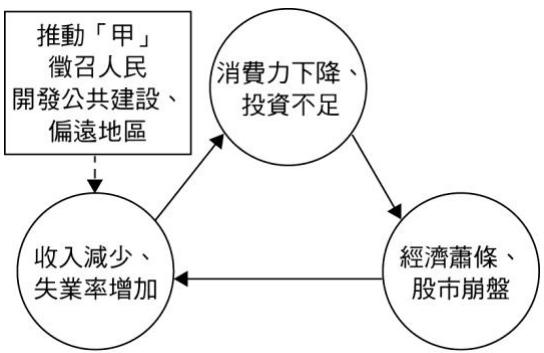 推動「甲」
徵召人民
開發公共建設、
偏遠地區
消費力下降、
投資不足
收入減少、
失業率增加
經濟蕭條、
股市崩盤